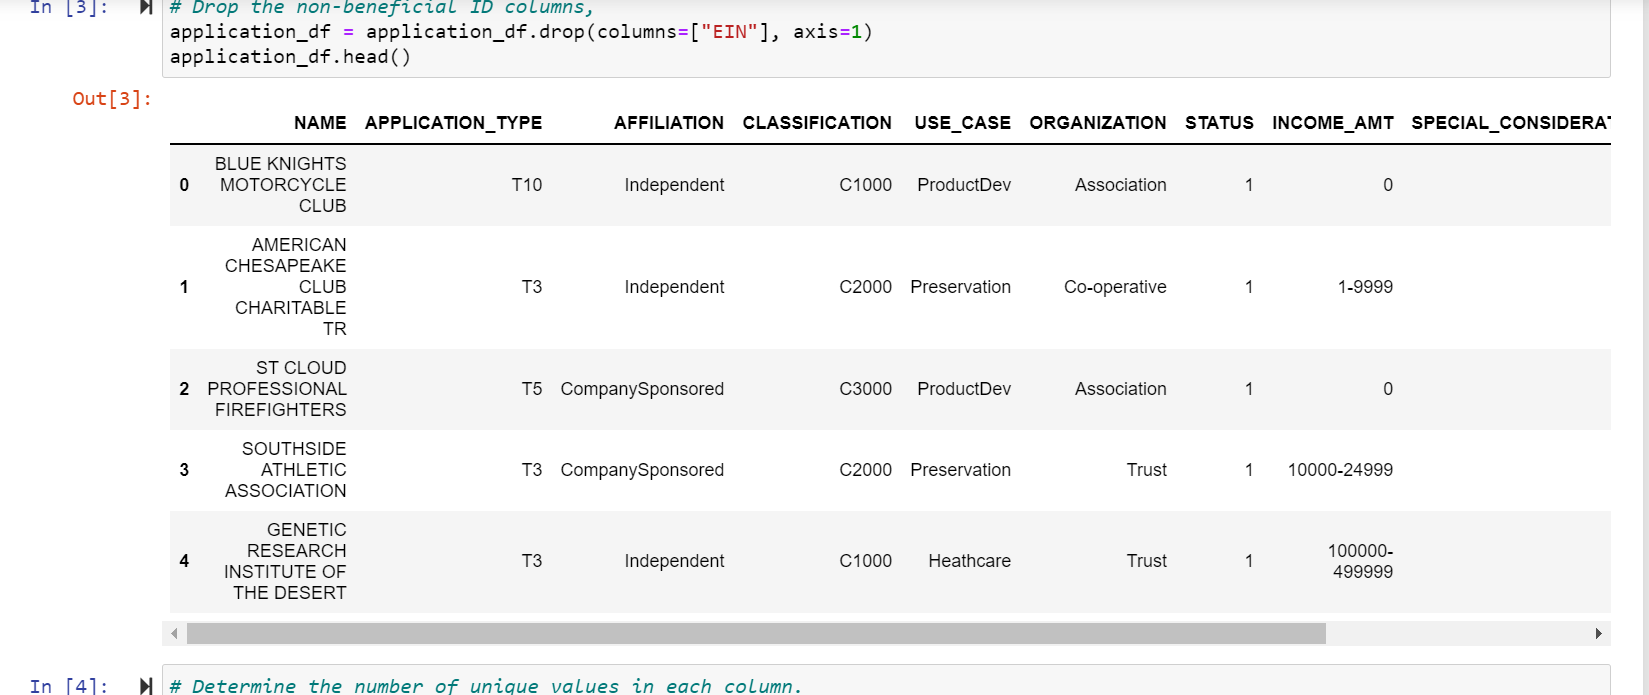 In [3]:
# Drop the non-beneficial ID columns,
application_df = application_df.drop(columns=["EIN"], axis=1)
application_df.head()
Out[3]:
NAME APPLICATION_TYPE AFFILIATION CLASSIFICATION USE_CASE ORGANIZATION STATUS INCOME_AMT SPECIAL_CONSIDERAT
0 BLUE KNIGHTS MOTORCYCLE CLUB T10 Independent C1000 ProductDev Association 1 0
1 AMERICAN CHESAPEAKE CLUB CHARITABLE TR T3 Independent C2000 Preservation Co-operative 1 1-9999
2 ST CLOUD PROFESSIONAL FIREFIGHTERS T5 CompanySponsored C3000 ProductDev Association 1 0
3 SOUTHSIDE ATHLETIC ASSOCIATION T3 CompanySponsored C2000 Preservation Trust 1 10000-24999
4 GENETIC RESEARCH INSTITUTE OF THE DESERT T3 Independent C1000 Heathcare Trust 1 100000-499999
In [4]:
# Determine the number of unique values in each column.